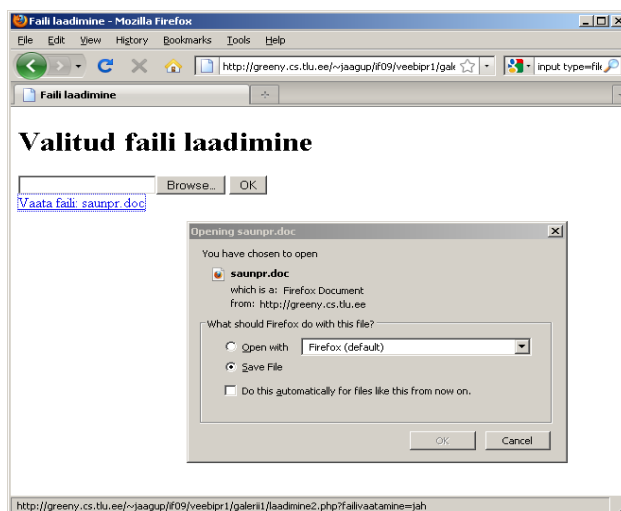 Faili laadimine - Mozilla Firefox
File Edit View History Bookmarks Tools Help
http://greeny.cs.tlu.ee/~jaagup/if09/veebipr1/gale
input type=file
Faili laadimine
Valitud faili laadimine
Browse... OK
Vaata faili: saunpr.doc
Opening saunpr.doc
You have chosen to open
saunpr.doc
which is a: Firefox Document
from: http://greeny.cs.tlu.ee
What should Firefox do with this file?
Open with Firefox (default)
Save File
Do this automatically for files like this from now on.
OK Cancel
http://greeny.cs.tlu.ee/~jaagup/if09/veebipr1/galerii1/laadimine2.php?failivaatamine=jah